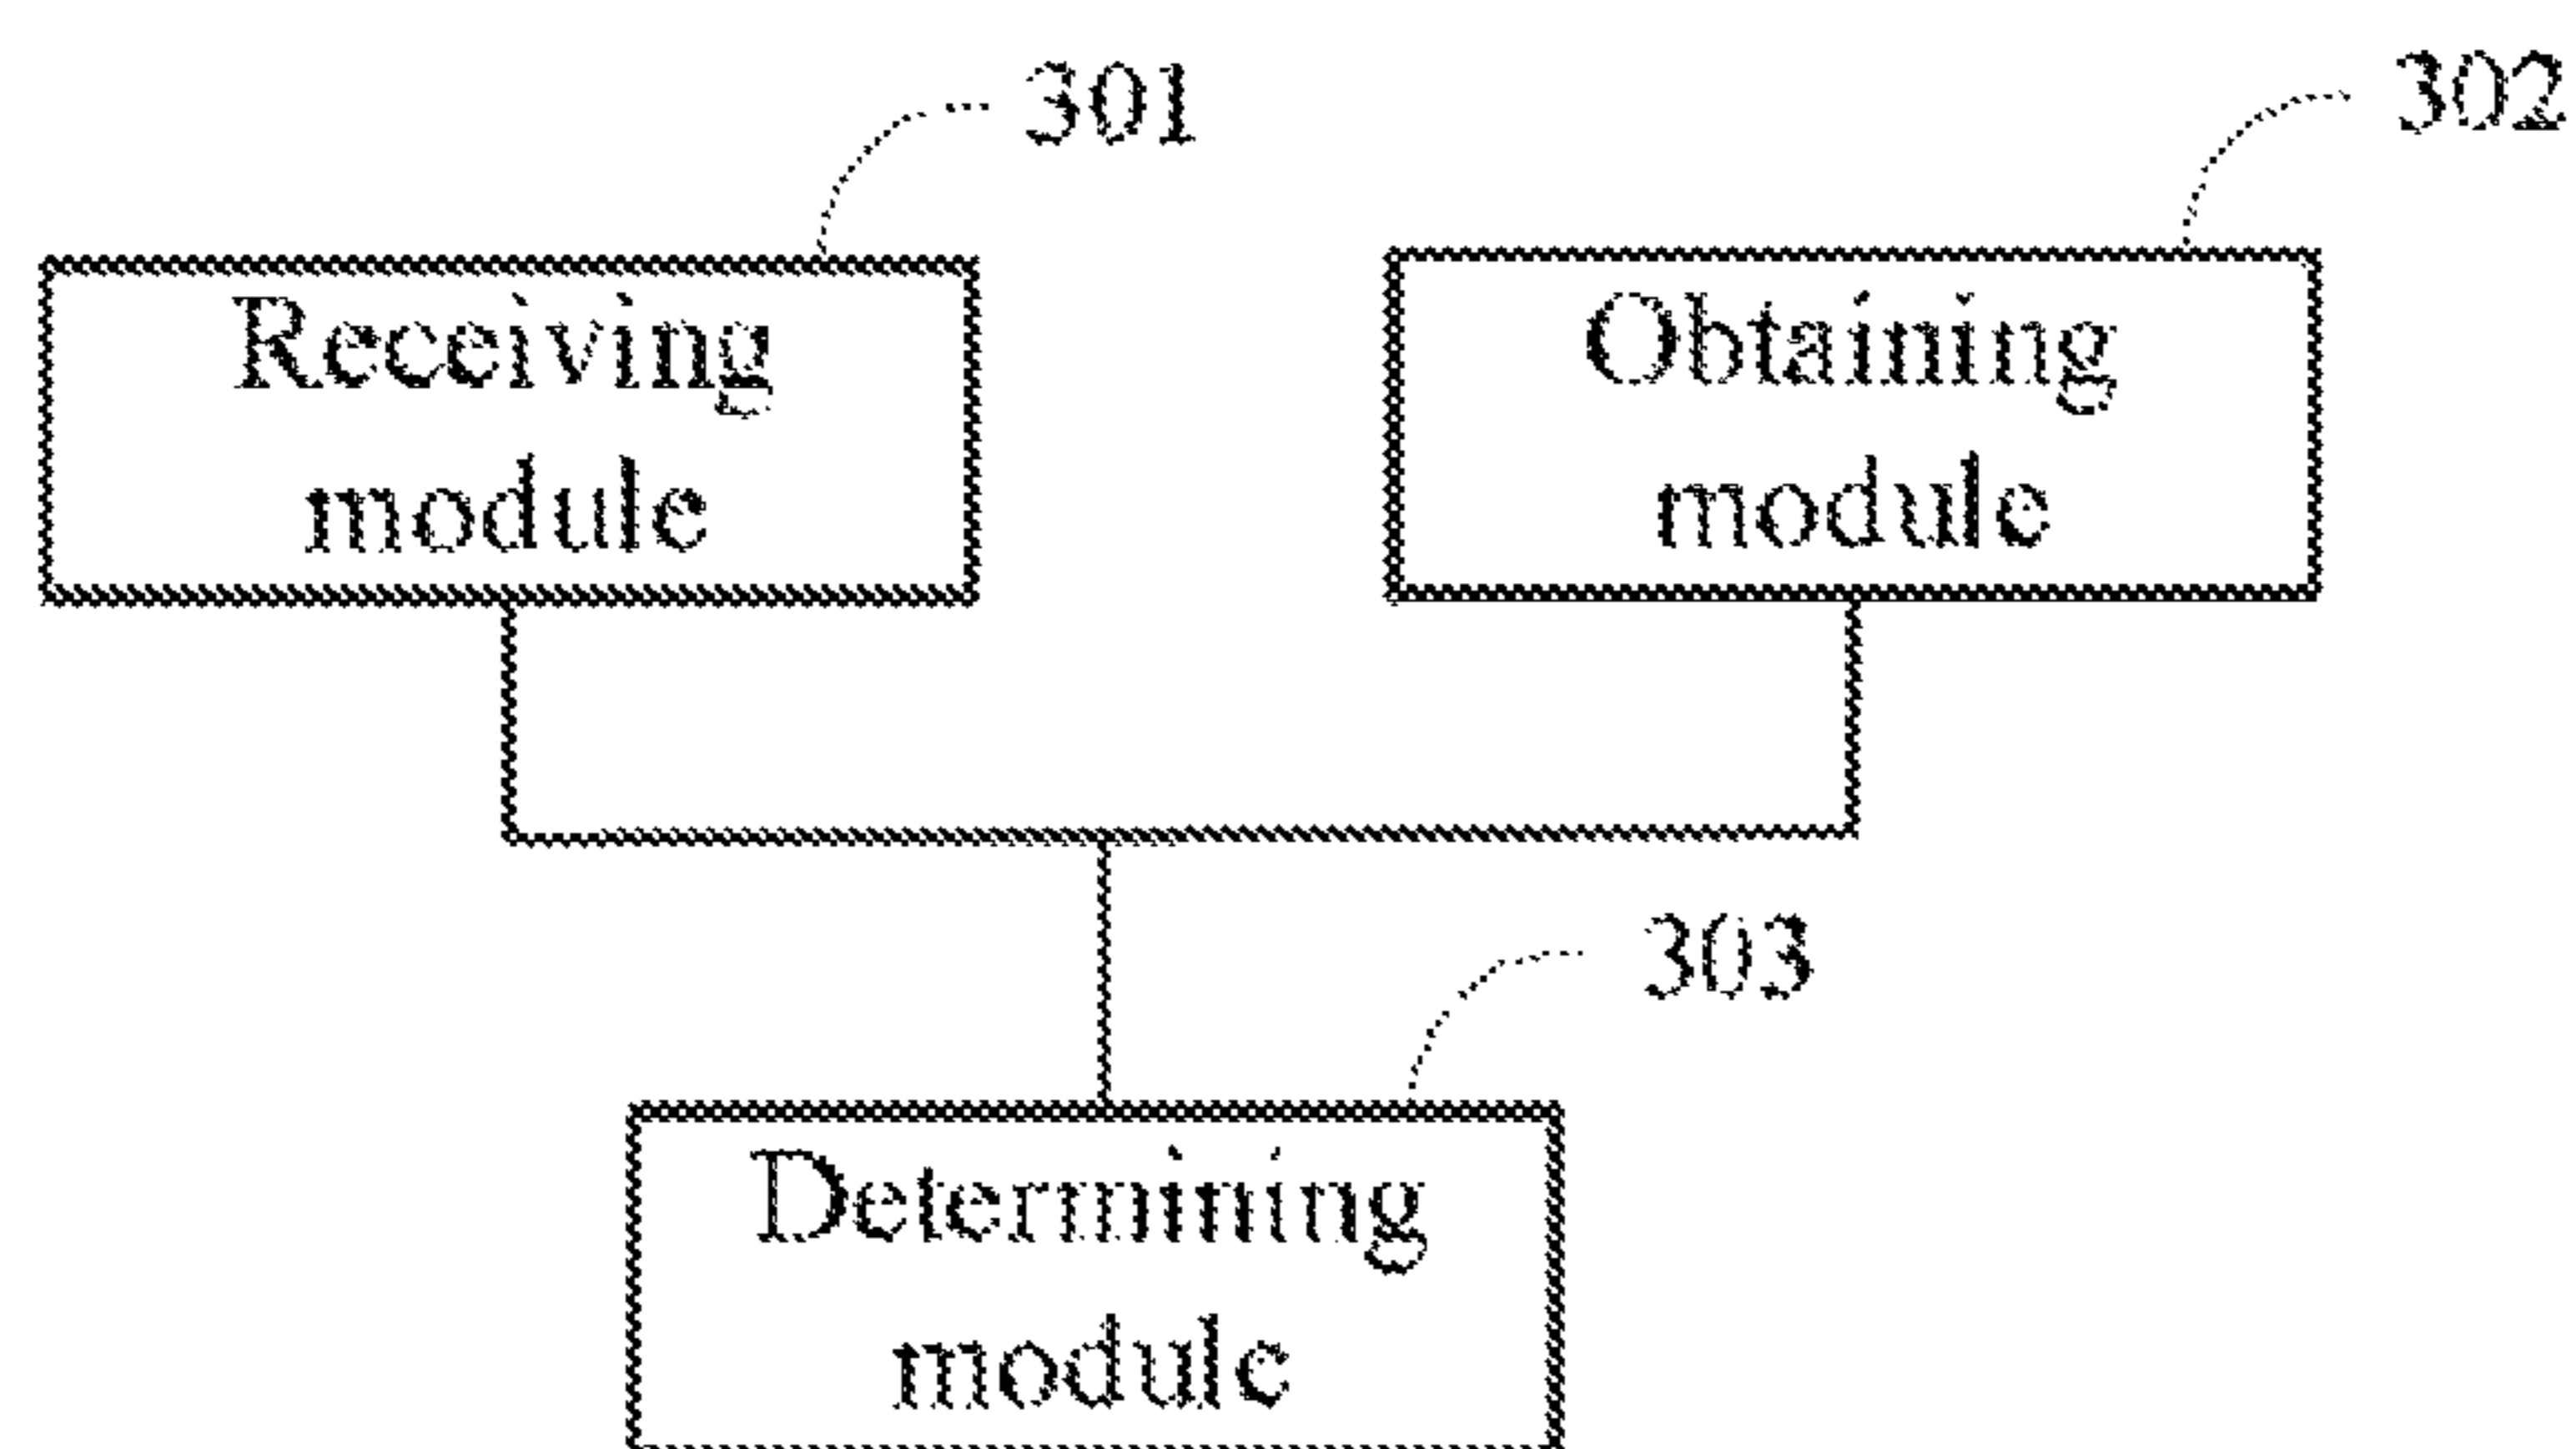 301
302
Receiving
module
Obtaining
module
303
Determining
module